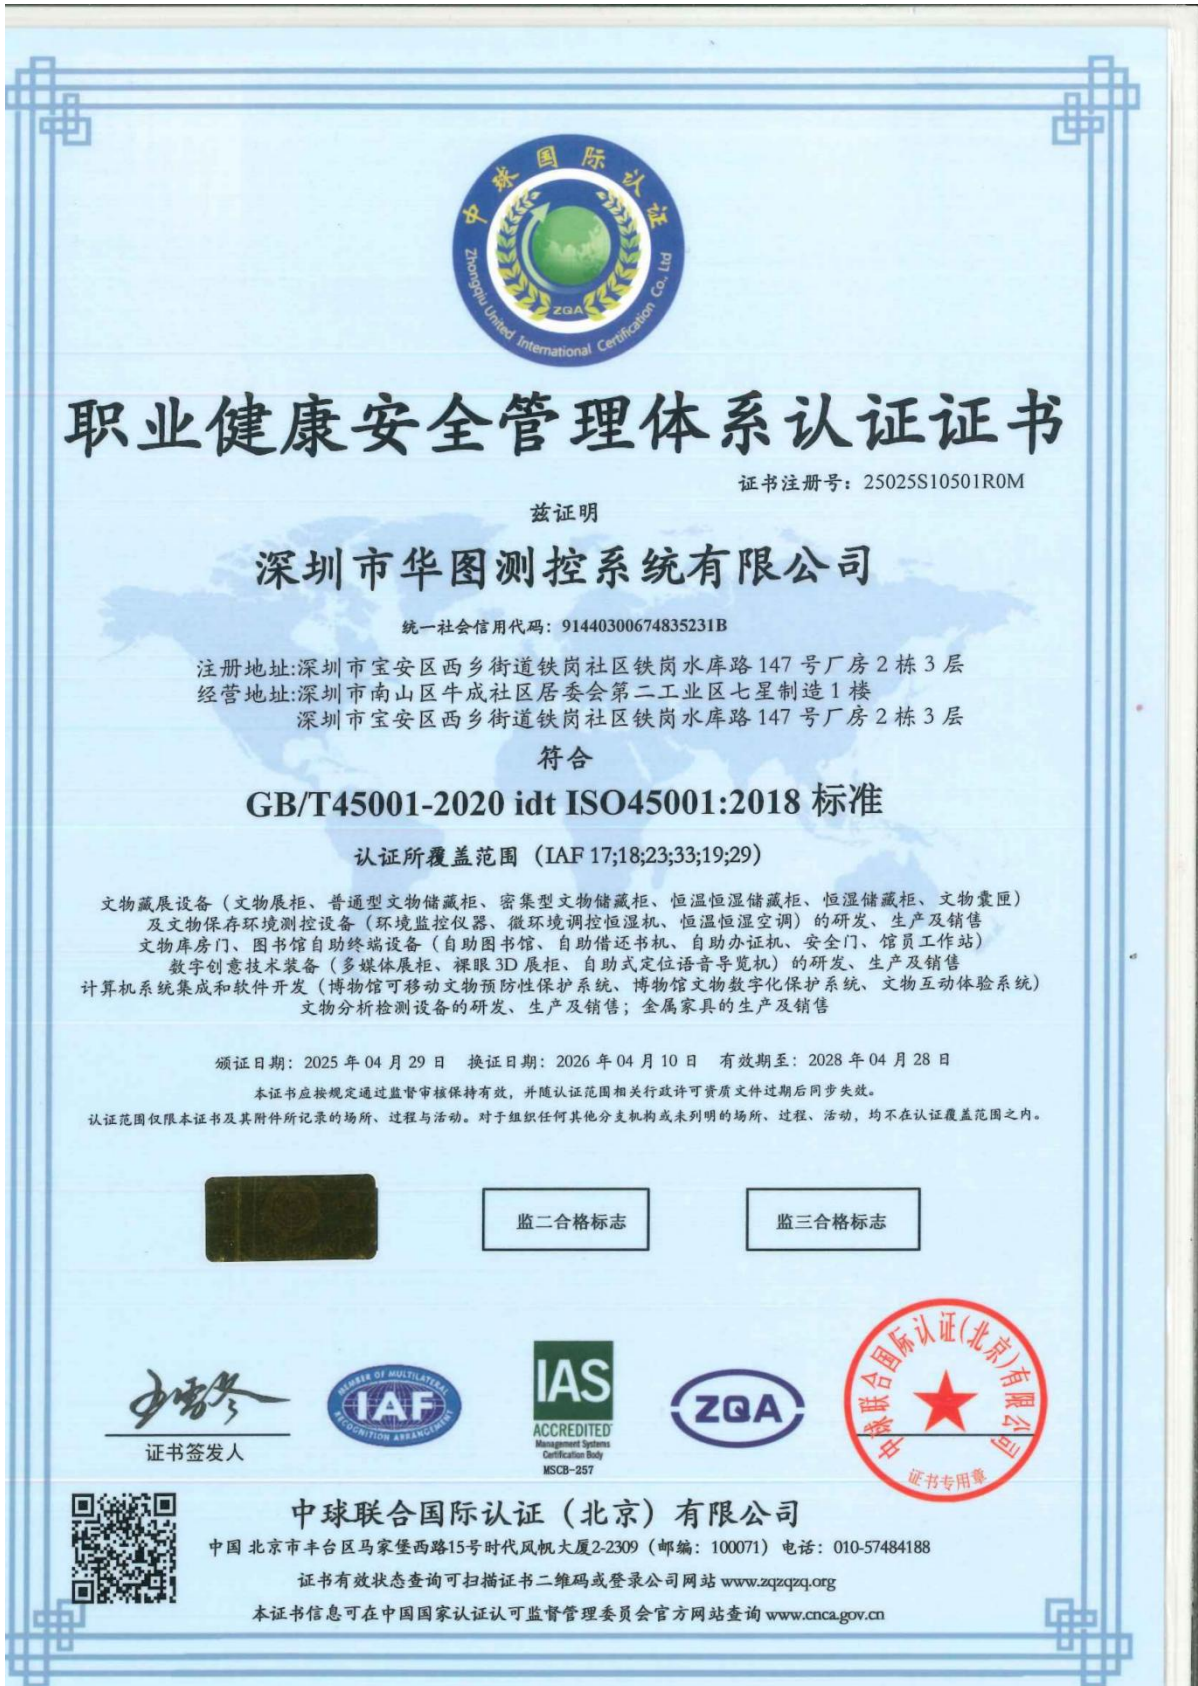 中球国际认证
Zhongqiu United International Certification Co., Ltd
ZQA
职业健康安全管理体系认证证书
证书注册号：25025S10501R0M
兹证明
深圳市华图测控系统有限公司
统一社会信用代码：91440300674835231B
注册地址:深圳市宝安区西乡街道铁岗社区铁岗水库路 147 号厂房 2 栋 3 层
经营地址:深圳市南山区牛成社区居委会第二工业区七星制造 1 楼
深圳市宝安区西乡街道铁岗社区铁岗水库路 147 号厂房 2 栋 3 层
符合
GB/T45001-2020 idt ISO45001:2018 标准
认证所覆盖范围（IAF 17;18;23;33;19;29）
文物藏展设备（文物展柜、普通型文物储藏柜、密集型文物储藏柜、恒温恒湿储藏柜、恒湿储藏柜、文物囊匣）
及文物保存环境测控设备（环境监控仪器、微环境调控恒湿机、恒温恒湿空调）的研发、生产及销售
文物库房门、图书馆自助终端设备（自助图书馆、自助借还书机、自助办证机、安全门、馆员工作站）
数字创意技术装备（多媒体展柜、裸眼 3D 展柜、自助式定位语音导览机）的研发、生产及销售
计算机系统集成和软件开发（博物馆可移动文物预防性保护系统、博物馆文物数字化保护系统、文物互动体验系统）
文物分析检测设备的研发、生产及销售；金属家具的生产及销售
颁证日期：2025 年 04 月 29 日 换证日期：2026 年 04 月 10 日 有效期至：2028 年 04 月 28 日
本证书应按规定通过监督审核保持有效，并随认证范围相关行政许可资质文件过期后同步失效。
认证范围仅限本证书及其附件所记录的场所、过程与活动。对于组织任何其他分支机构或未列明的场所、过程、活动，均不在认证覆盖范围之内。
监二合格标志
监三合格标志
证书签发人
MEMBER OF MULTILATERAL
IAF
RECOGNITION ARRANGEMENT
IAS
ACCREDITED
Management Systems
Certification Body
MSCB-257
ZQA
中球联合国际认证(北京)有限公司
证书专用章
中球联合国际认证（北京）有限公司
中国 北京市丰台区马家堡西路15号时代风帆大厦2-2309（邮编：100071）电话：010-57484188
证书有效状态查询可扫描证书二维码或登录公司网站 www.zqzqzq.org
本证书信息可在中国国家认证认可监督管理委员会官方网站查询 www.cnca.gov.cn